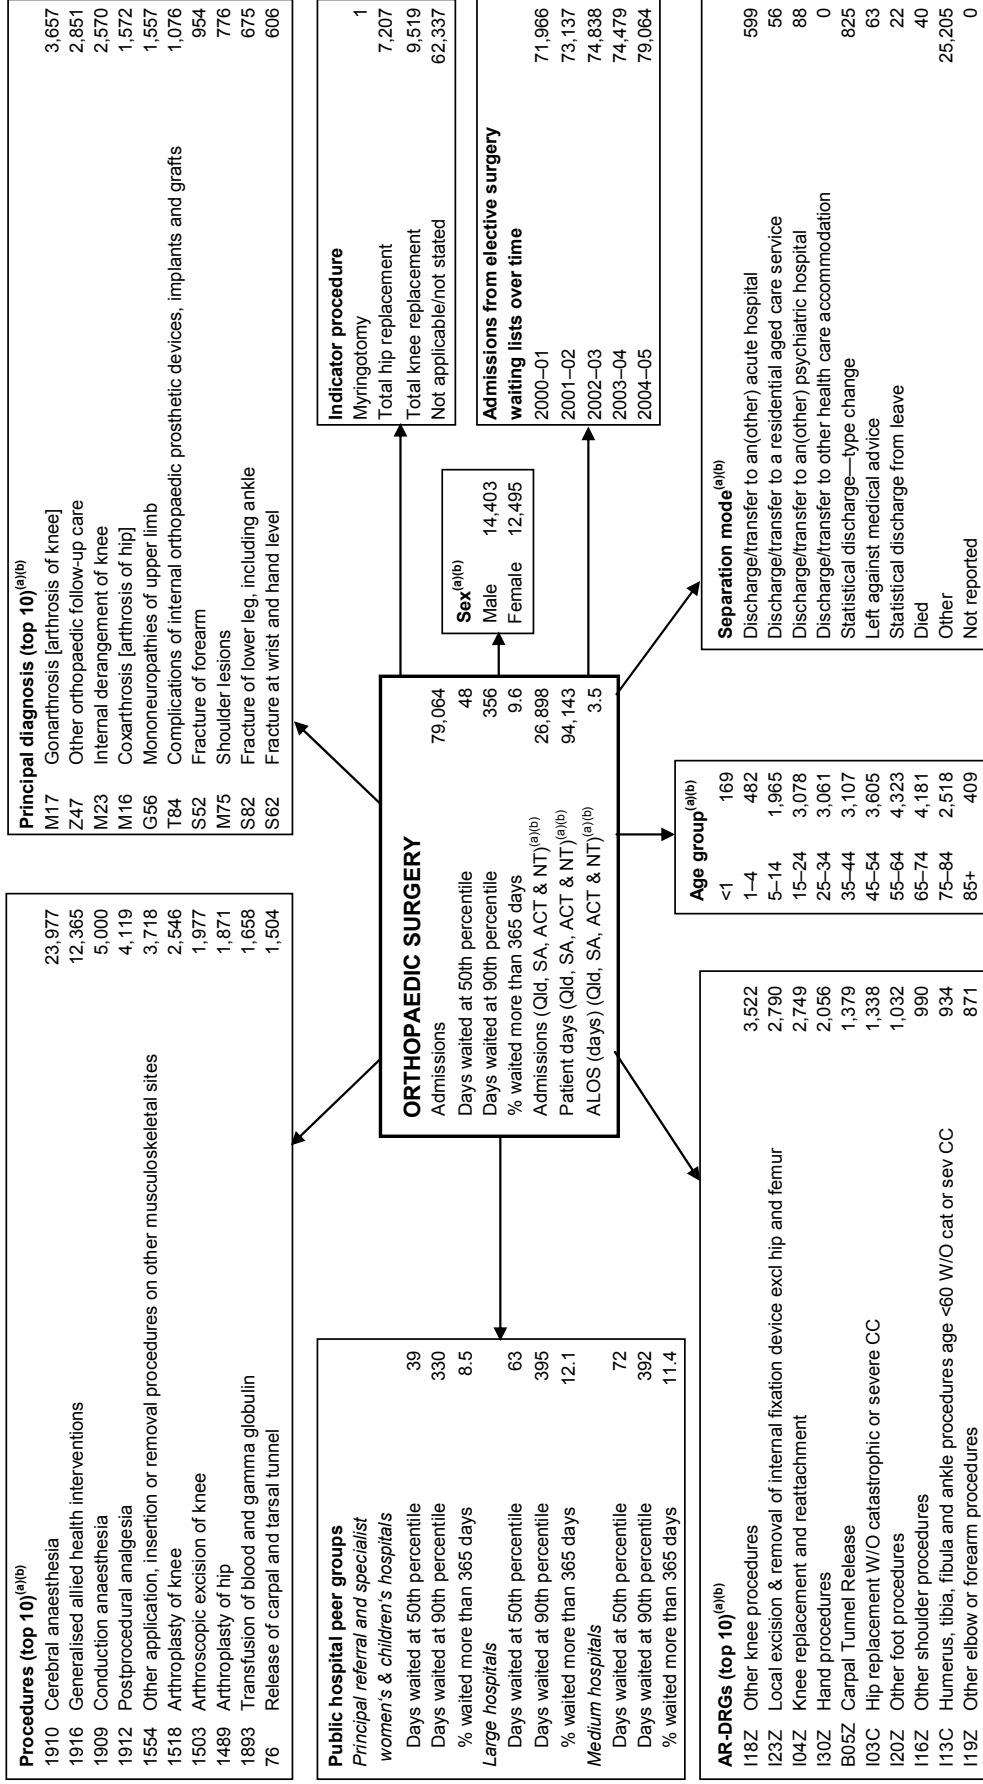 Procedures (top 10)(a)(b)
1910 Cerebral anaesthesia 23,977
1916 Generalised allied health interventions 12,365
1909 Conduction anaesthesia 5,000
1912 Postprocedural analgesia 4,119
1554 Other application, insertion or removal procedures on other musculoskeletal sites 3,718
1518 Arthroplasty of knee 2,546
1503 Arthroscopic excision of knee 1,977
1489 Arthroplasty of hip 1,871
1893 Transfusion of blood and gamma globulin 1,658
76 Release of carpal and tarsal tunnel 1,504
Principal diagnosis (top 10)(a)(b)
M17 Gonarthrosis [arthrosis of knee] 3,657
Z47 Other orthopaedic follow-up care 2,851
M23 Internal derangement of knee 2,570
M16 Coxarthrosis [arthrosis of hip] 1,572
G56 Mononeuropathies of upper limb 1,557
T84 Complications of internal orthopaedic prosthetic devices, implants and grafts 1,076
S52 Fracture of forearm 954
M75 Shoulder lesions 776
S82 Fracture of lower leg, including ankle 675
S62 Fracture at wrist and hand level 606
Public hospital peer groups
Principal referral and specialist
women's & children's hospitals
Days waited at 50th percentile 39
Days waited at 90th percentile 330
% waited more than 365 days 8.5
Large hospitals
Days waited at 50th percentile 63
Days waited at 90th percentile 395
% waited more than 365 days 12.1
Medium hospitals
Days waited at 50th percentile 72
Days waited at 90th percentile 392
% waited more than 365 days 11.4
ORTHOPAEDIC SURGERY
Admissions 79,064
Days waited at 50th percentile 48
Days waited at 90th percentile 356
% waited more than 365 days 9.6
Admissions (Qld, SA, ACT & NT)(a)(b) 26,898
Patient days (Qld, SA, ACT & NT)(a)(b) 94,143
ALOS (days) (Qld, SA, ACT & NT)(a)(b) 3.5
Sex(a)(b)
Male 14,403
Female 12,495
Indicator procedure
Myringotomy 1
Total hip replacement 7,207
Total knee replacement 9,519
Not applicable/not stated 62,337
Admissions from elective surgery
waiting lists over time
2000–01 71,966
2001–02 73,137
2002–03 74,838
2003–04 74,479
2004–05 79,064
AR-DRGs (top 10)(a)(b)
I18Z Other knee procedures 3,522
I23Z Local excision & removal of internal fixation device excl hip and femur 2,790
I04Z Knee replacement and reattachment 2,749
I30Z Hand procedures 2,056
B05Z Carpal Tunnel Release 1,379
I03C Hip replacement W/O catastrophic or severe CC 1,338
I20Z Other foot procedures 1,032
I16Z Other shoulder procedures 990
I13C Humerus, tibia, fibula and ankle procedures age <60 W/O cat or sev CC 934
I19Z Other elbow or forearm procedures 871
Age group(a)(b)
<1 169
1–4 482
5–14 1,965
15–24 3,078
25–34 3,061
35–44 3,107
45–54 3,605
55–64 4,323
65–74 4,181
75–84 2,518
85+ 409
Separation mode(a)(b)
Discharge/transfer to an(other) acute hospital 599
Discharge/transfer to a residential aged care service 56
Discharge/transfer to an(other) psychiatric hospital 88
Discharge/transfer to other health care accommodation 0
Statistical discharge—type change 825
Left against medical advice 63
Statistical discharge from leave 22
Died 40
Other 25,205
Not reported 0